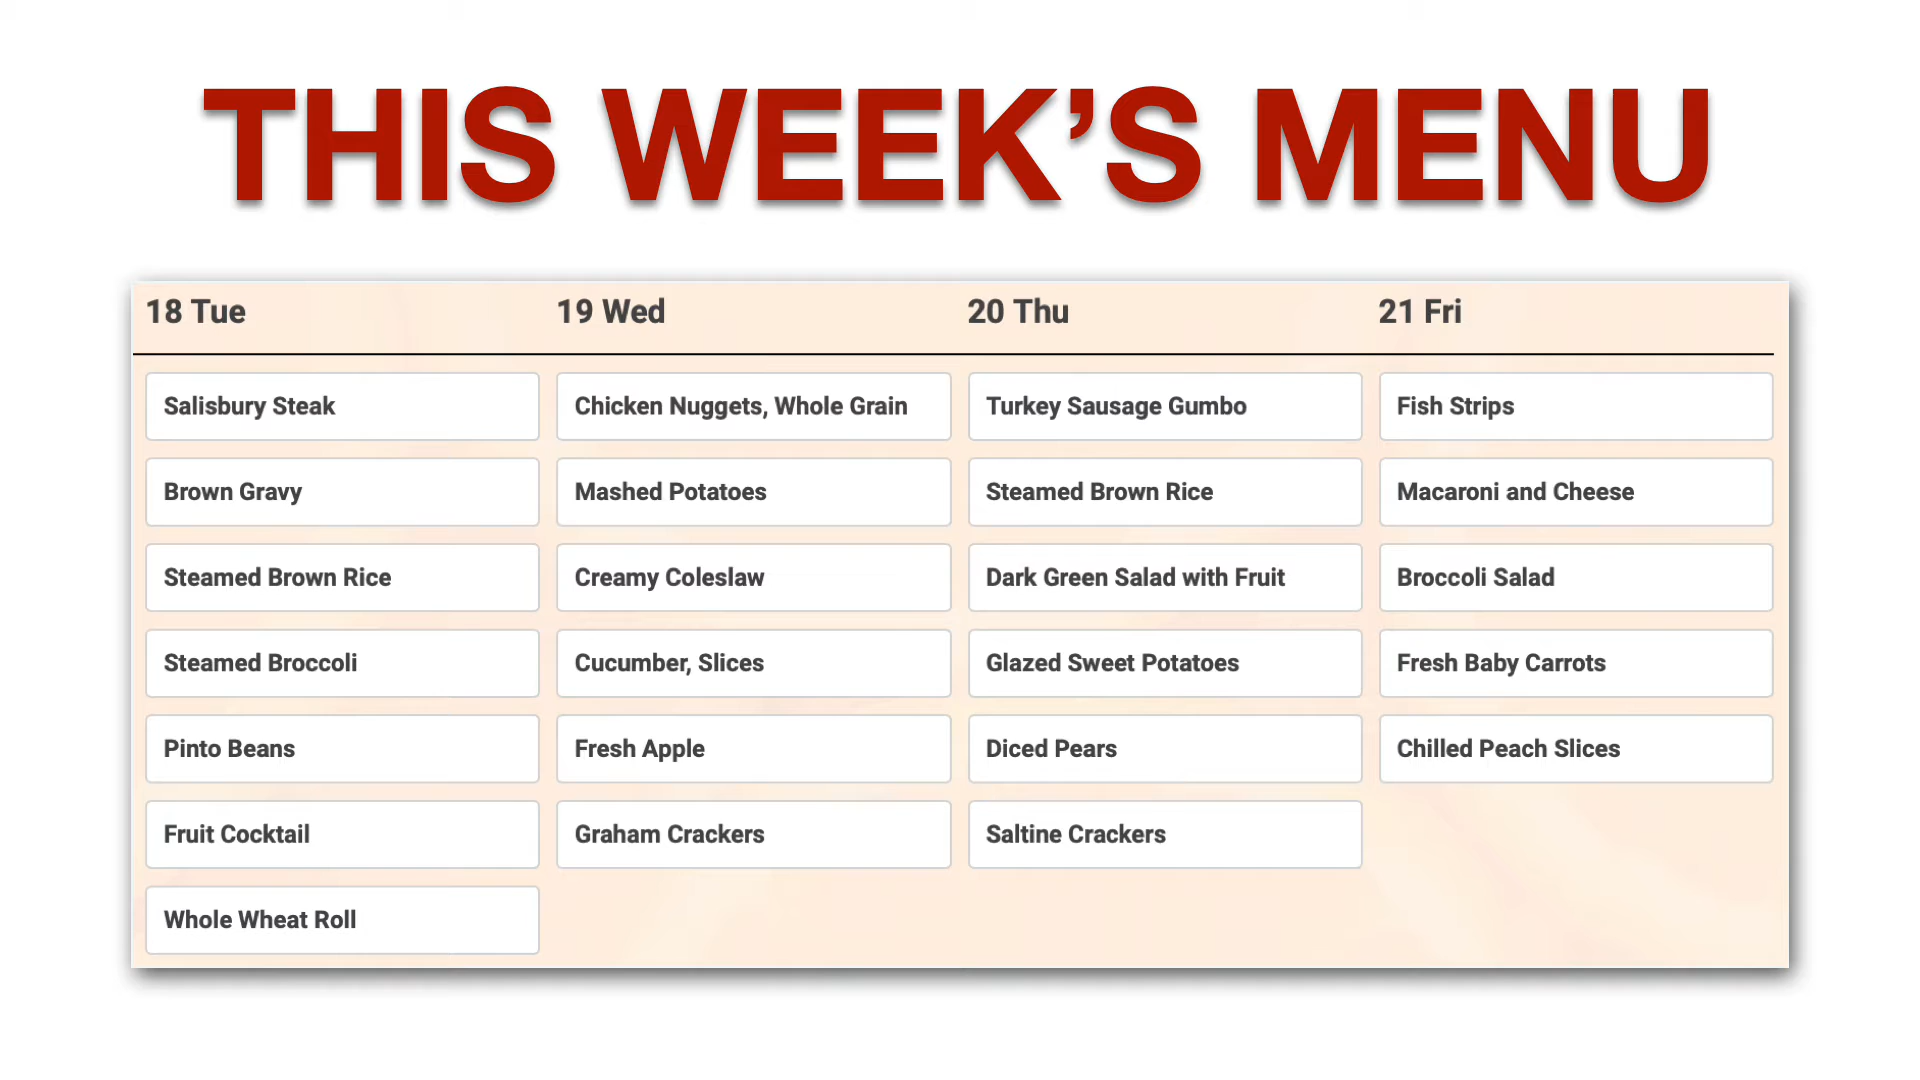 THIS WEEK’S MENU
18 Tue
19 Wed
20 Thu
21 Fri
Salisbury Steak
Chicken Nuggets, Whole Grain
Turkey Sausage Gumbo
Fish Strips
Brown Gravy
Mashed Potatoes
Steamed Brown Rice
Macaroni and Cheese
Steamed Brown Rice
Creamy Coleslaw
Dark Green Salad with Fruit
Broccoli Salad
Steamed Broccoli
Cucumber, Slices
Glazed Sweet Potatoes
Fresh Baby Carrots
Pinto Beans
Fresh Apple
Diced Pears
Chilled Peach Slices
Fruit Cocktail
Graham Crackers
Saltine Crackers
Whole Wheat Roll